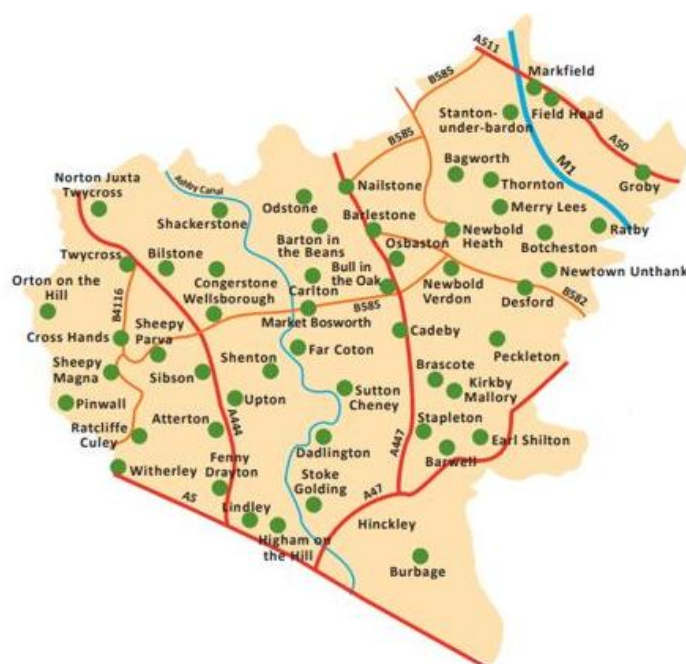 A511
Markfield
B585
Stanton-
under-bardon
Field Head
B585
A50
M1
Norton Juxta
Twycross
Ashby Canal
Bagworth
Nailstone
Thornton
Groby
Odstone
Shackerstone
Barlestone
Merry Lees
Barton in
the Beans
Osbaston
Newbold
Heath
Botcheston
Ratby
Twycross
Bilstone
Bull in
the Oak
Newtown Unthank
Orton on the
Hill
Congerstone
Wellsborough
Carlton
Newbold
Verdon
Desford
B582
B4116
Market Bosworth
B585
Cross Hands
Sheepy
Parva
Cadeby
Far Coton
Peckleton
Sheepy
Magna
Sibson
Shenton
Brascote
Kirkby
Mallory
Pinwall
Upton
Sutton
Cheney
Ratcliffe
Culey
Atterton
A444
Stapleton
Earl Shilton
A447
Dadlington
Barwell
Witherley
Fenny
Drayton
Stoke
Golding
A5
A47
Lindley
Hinckley
Higham on
the Hill
Burbage